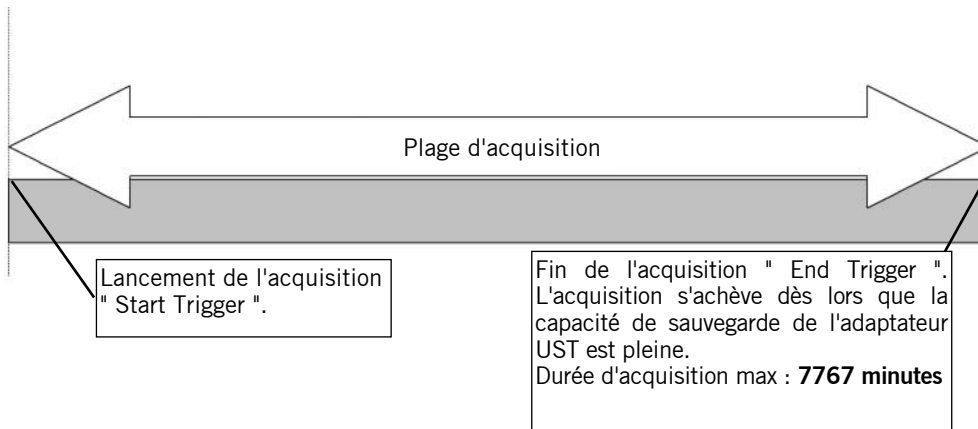 Plage d'acquisition
Lancement de l'acquisition
" Start Trigger ".
Fin de l'acquisition " End Trigger ".
L'acquisition s'achève dès lors que la
capacité de sauvegarde de l'adaptateur
UST est pleine.
Durée d'acquisition max : 7767 minutes